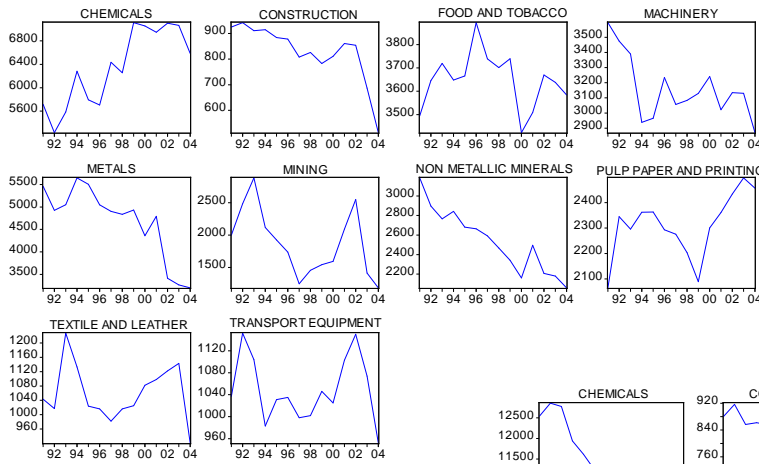 CHEMICALS
6800
6400
6000
5600
92 94 96 98 00 02 04
CONSTRUCTION
900
800
700
600
92 94 96 98 00 02 04
FOOD AND TOBACCO
3800
3700
3600
3500
92 94 96 98 00 02 04
MACHINERY
3500
3400
3300
3200
3100
3000
2900
92 94 96 98 00 02 04
METALS
5500
5000
4500
4000
3500
92 94 96 98 00 02 04
MINING
2500
2000
1500
92 94 96 98 00 02 04
NON METALLIC MINERALS
3000
2800
2600
2400
2200
92 94 96 98 00 02 04
PULP PAPER AND PRINTING
2400
2300
2200
2100
92 94 96 98 00 02 04
TEXTILE AND LEATHER
1200
1160
1120
1080
1040
1000
960
92 94 96 98 00 02 04
TRANSPORT EQUIPMENT
1120
1080
1040
1000
960
92 94 96 98 00 02 04
CHEMICALS
12500
12000
11500
CO
920
840
760